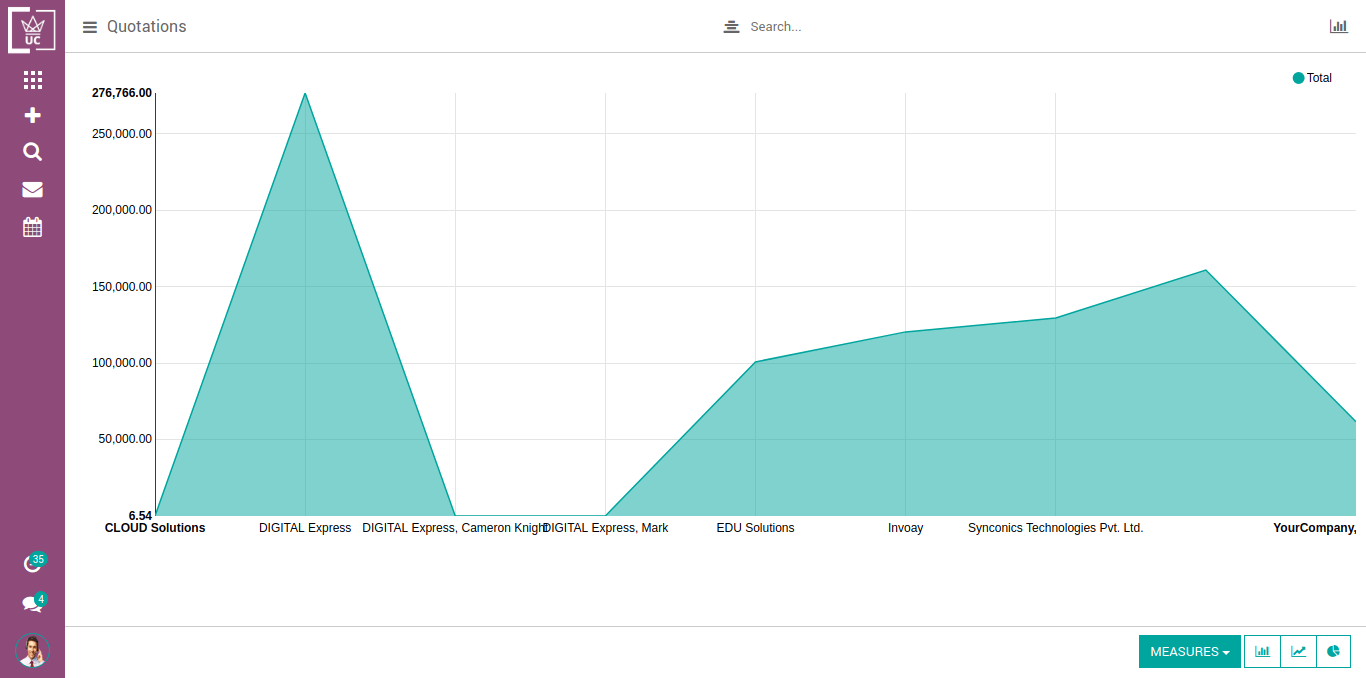 UC
Quotations
Search...
Total
276,766.00
250,000.00
200,000.00
150,000.00
100,000.00
50,000.00
6.54
CLOUD Solutions
DIGITAL Express
DIGITAL Express, Cameron Knight
DIGITAL Express, Mark
EDU Solutions
Invoay
Synconics Technologies Pvt. Ltd.
YourCompany,
35
4
MEASURES